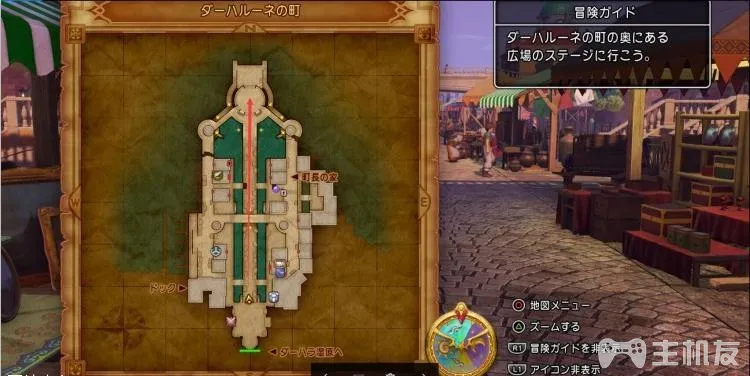 ダーハルーネの町
冒険ガイド
ダーハルーネの町の奥にある
広場のステージに行こう。
N
W
E
町長の家
ドック
ダーハラ湿原へ
地図メニュー
ズームする
R1 冒険ガイドを非表示
L1 アイコン非表示
主机友